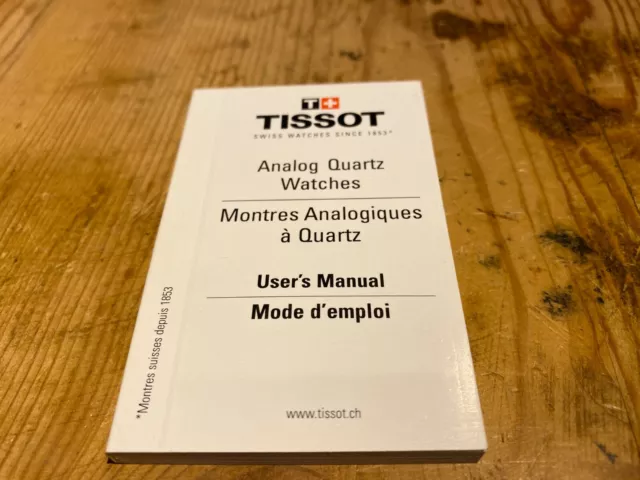 T+
TISSOT
SWISS WATCHES SINCE 1853*
Analog Quartz
Watches
Montres Analogiques
à Quartz
User's Manual
Mode d'emploi
*Montres suisses depuis 1853
www.tissot.ch